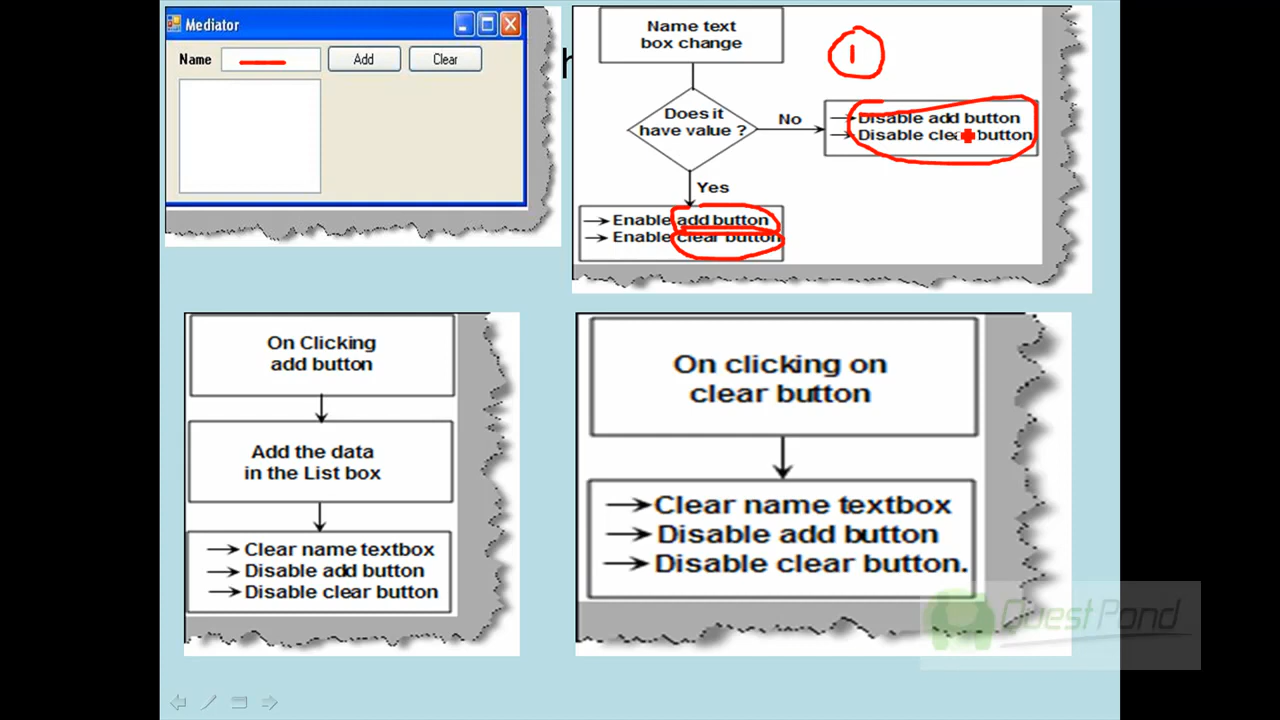 Mediator
Name
Add
Clear
h
Name text
box change
1
Does it
have value ?
No
Disable add button
Disable clear button
Yes
Enable add button
Enable clear button
On Clicking
add button
Add the data
in the List box
Clear name textbox
Disable add button
Disable clear button
On clicking on
clear button
Clear name textbox
Disable add button
Disable clear button.
QuestPond